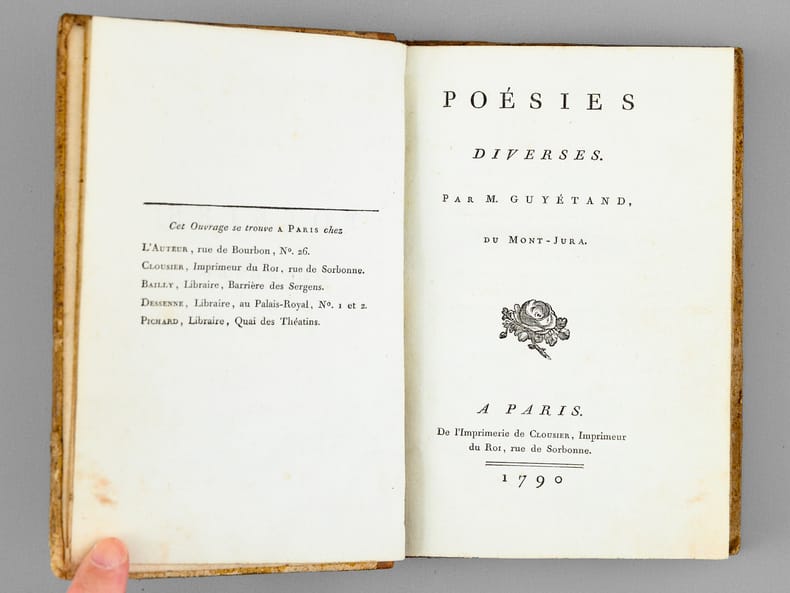 Cet Ouvrage se trouve A PARIS chez
L'AUTEUR, rue de Bourbon, Nº. 26.
CLOUSIER, Imprimeur du ROI, rue de Sorbonne.
BAILLY, Libraire, Barrière des Sergens.
DESSENNE, Libraire, au Palais-Royal, Nº. 1 et 2.
PICHARD, Libraire, Quai des Théatins.
POÉSIES
DIVERSES.
PAR M. GUYÉTAND,
DU MONT-JURA.
A PARIS.
De l'Imprimerie de CLOUSIER, Imprimeur
du ROI, rue de Sorbonne.
1790